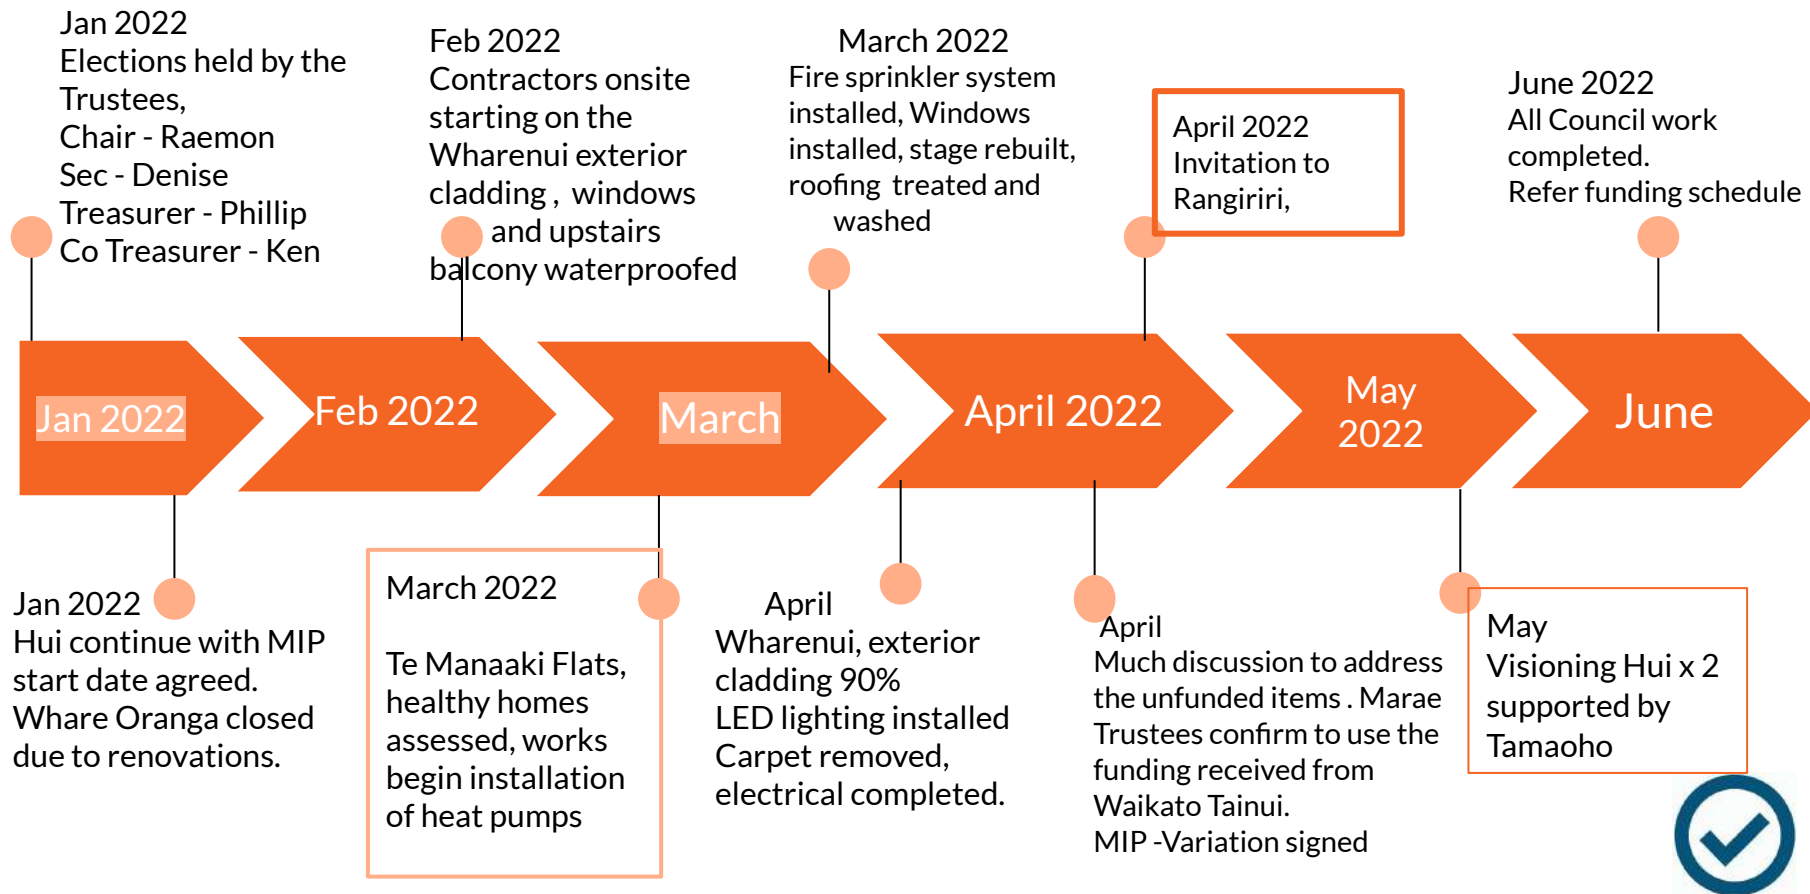 Jan 2022
Elections held by the
Trustees,
Chair - Raemon
Sec - Denise
Treasurer - Phillip
Co Treasurer - Ken
Feb 2022
Contractors onsite
starting on the
Wharenui exterior
cladding , windows
and upstairs
balcony waterproofed
March 2022
Fire sprinkler system
installed, Windows
installed, stage rebuilt,
roofing treated and
washed
April 2022
Invitation to
Rangiriri,
June 2022
All Council work
completed.
Refer funding schedule
Jan 2022
Feb 2022
March
April 2022
May
2022
June
Jan 2022
Hui continue with MIP
start date agreed.
Whare Oranga closed
due to renovations.
March 2022
Te Manaaki Flats,
healthy homes
assessed, works
begin installation
of heat pumps
April
Wharenui, exterior
cladding 90%
LED lighting installed
Carpet removed,
electrical completed.
April
Much discussion to address
the unfunded items . Marae
Trustees confirm to use the
funding received from
Waikato Tainui.
MIP -Variation signed
May
Visioning Hui x 2
supported by
Tamaoho